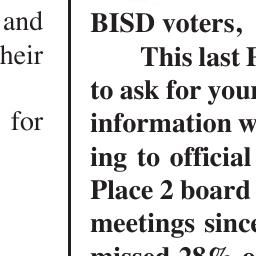 and
heir
for
BISD voters,
This last F
to ask for your
information w
ing to official
Place 2 board
meetings since
missed 28% o